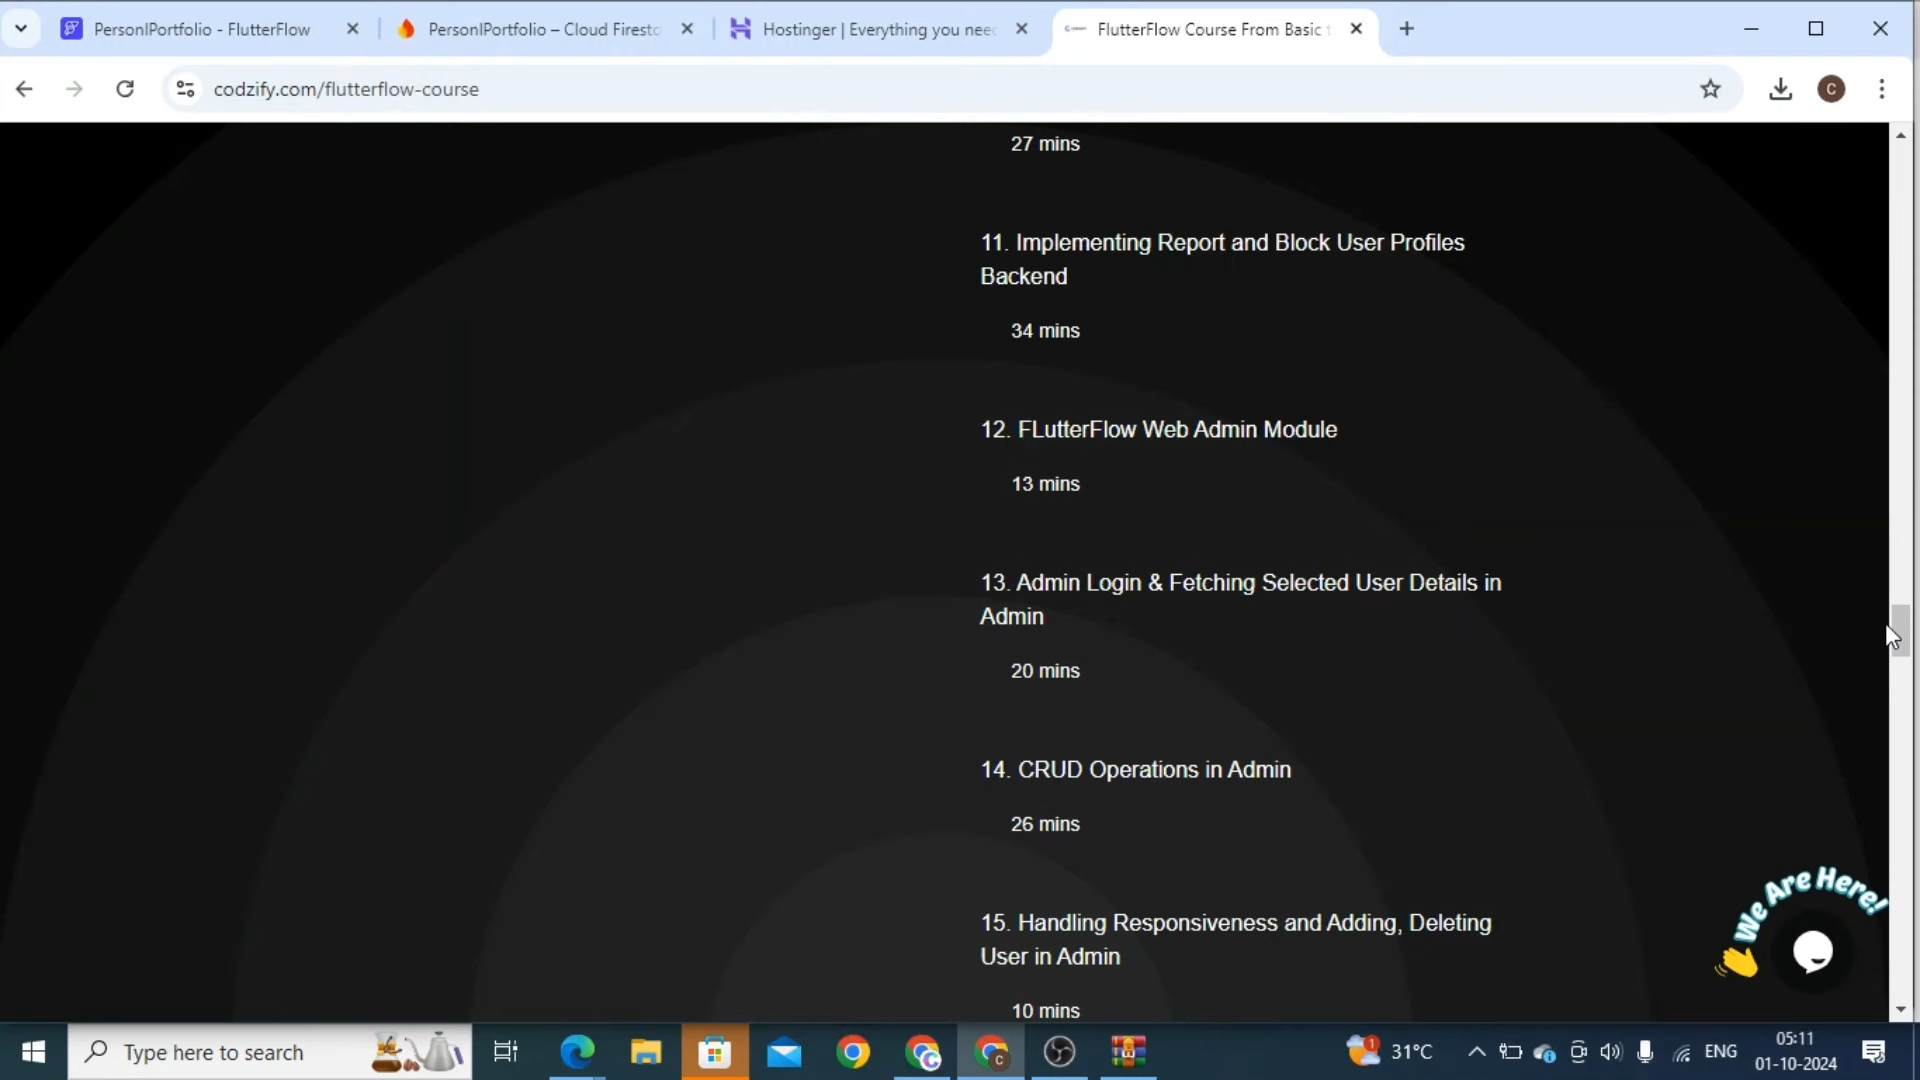 PersonlPortfolio - FlutterFlow
PersonlPortfolio – Cloud Firesto
Hostinger | Everything you need
FlutterFlow Course From Basic t
codzify.com/flutterflow-course
C
27 mins
11. Implementing Report and Block User Profiles
Backend
34 mins
12. FLutterFlow Web Admin Module
13 mins
13. Admin Login & Fetching Selected User Details in
Admin
20 mins
14. CRUD Operations in Admin
26 mins
15. Handling Responsiveness and Adding, Deleting
User in Admin
10 mins
We Are Here!
Type here to search
1
31°C
ENG
05:11
01-10-2024